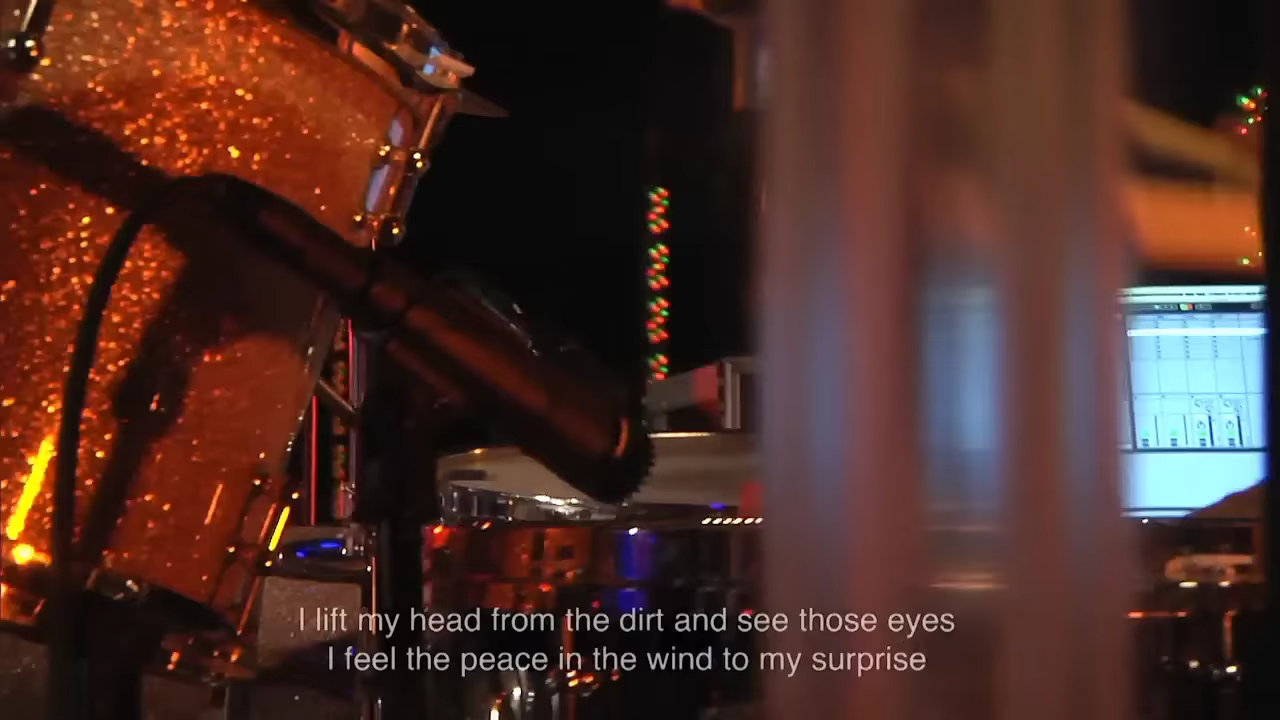 I lift my head from the dirt and see those eyes
I feel the peace in the wind to my surprise